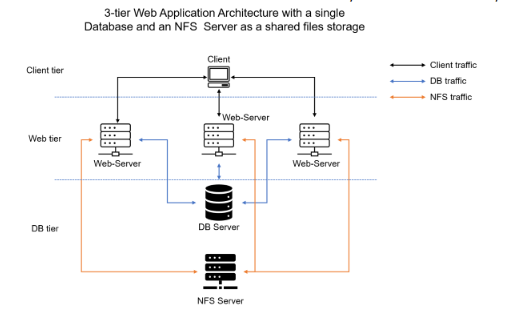 3-tier Web Application Architecture with a single
Database and an NFS Server as a shared files storage
Client
Client tier
Client traffic
DB traffic
NFS traffic
Web-Server
Web tier
Web-Server
Web-Server
DB Server
DB tier
NFS Server